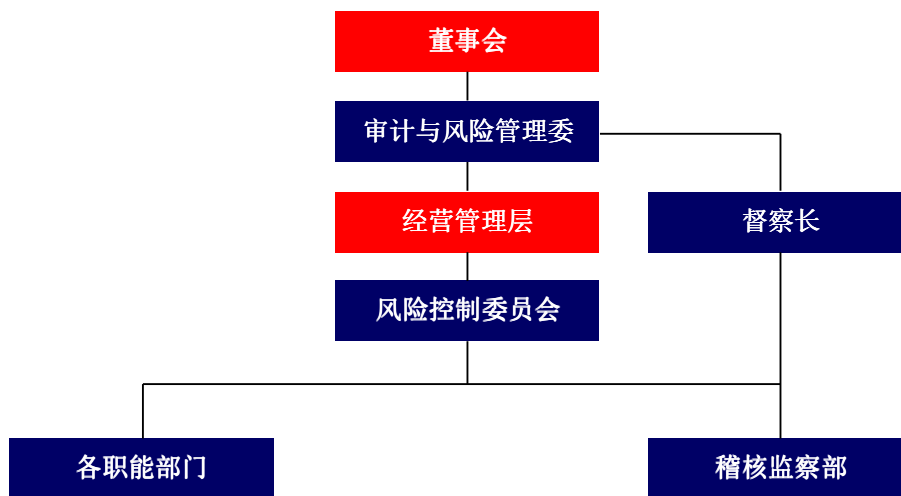 董事会
审计与风险管理委
经营管理层
督察长
风险控制委员会
各职能部门
稽核监察部